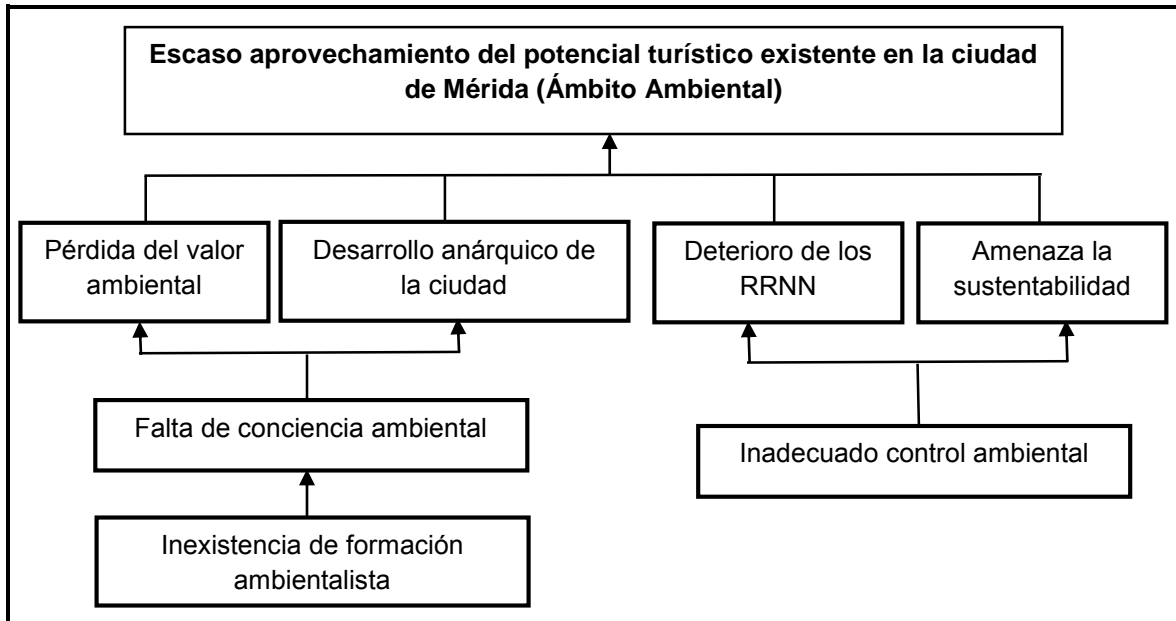 Escaso aprovechamiento del potencial turístico existente en la ciudad
de Mérida (Ámbito Ambiental)
Pérdida del valor
ambiental
Desarrollo anárquico de
la ciudad
Deterioro de los
RRNN
Amenaza la
sustentabilidad
Falta de conciencia ambiental
Inadecuado control ambiental
Inexistencia de formación
ambientalista